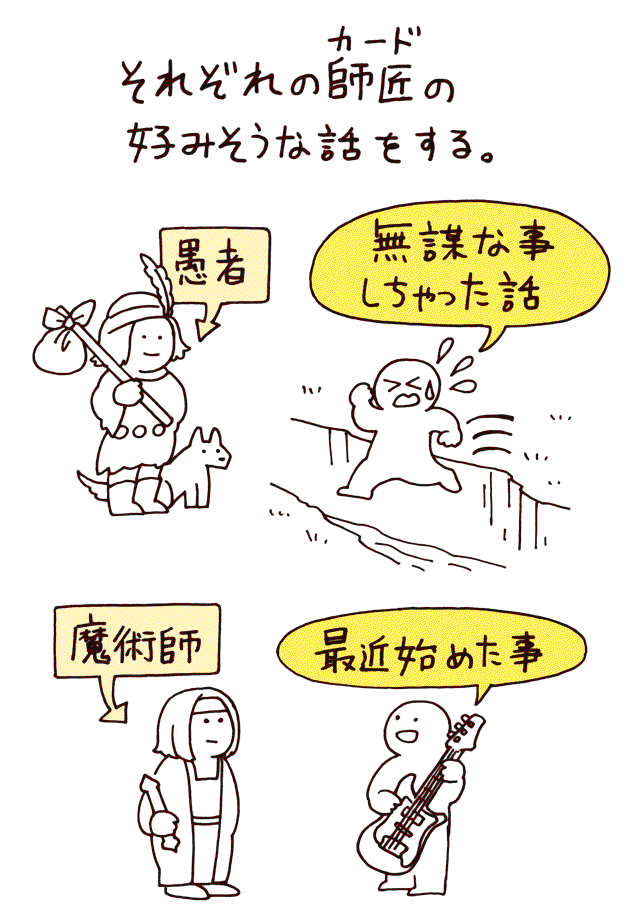 カード
それぞれの師匠の
好みそうな話をする。
愚者
無謀な事
しちゃった話
魔術師
最近始めた事